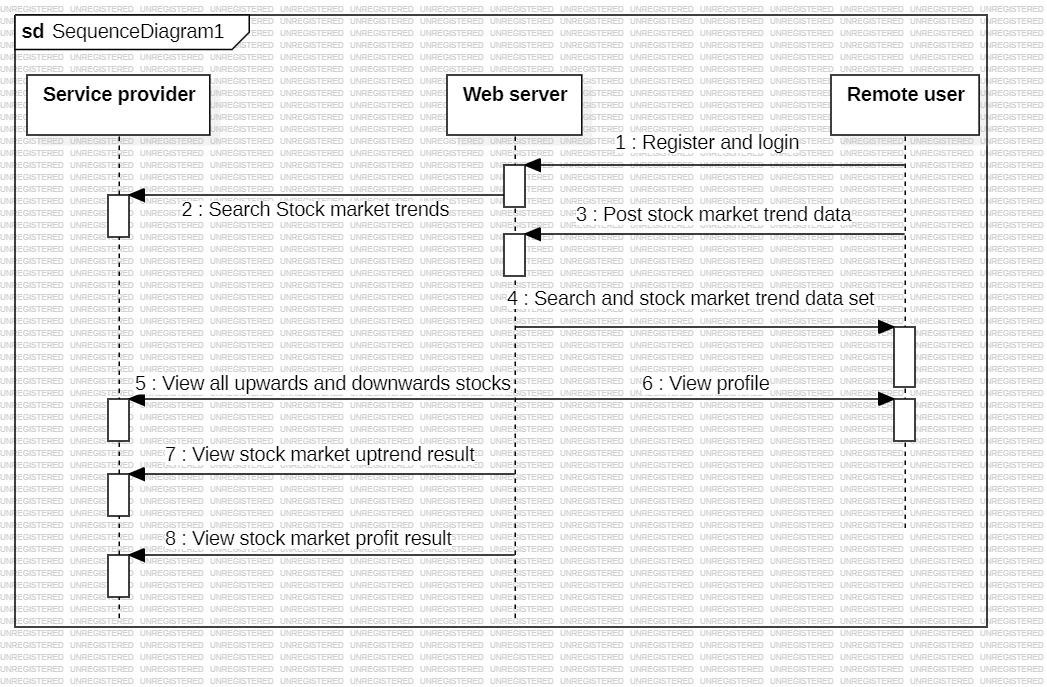 sd SequenceDiagram1
Service provider
Web server
Remote user
1 : Register and login
2 : Search Stock market trends
3 : Post stock market trend data
4 : Search and stock market trend data set
5 : View all upwards and downwards stocks
6 : View profile
7 : View stock market uptrend result
8 : View stock market profit result
UNREGISTERED